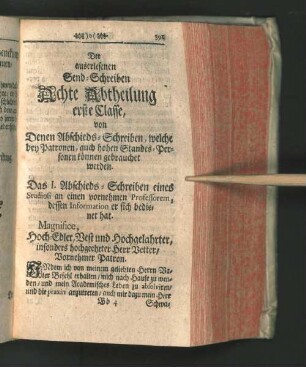 395
Der
auserlesenen
Send-Schreiben
Achte Abtheilung
erste Classe,
von
Denen Abschieds-Schreiben, welche
bey Patronen, auch hohen Standes-Per-
sonen können gebrauchet
werden.
Das I. Abschieds-Schreiben eines
Studiosi an einen vornehmen Professorem,
dessen Information er sich bedie-
net hat.
Magnifice,
Hoch-Edler, Vest und Hochgelahrter,
insonders hochgeehrter Herr Vetter,
Vornehmer Patron.
Indem ich von meinem geliebten Herrn Va-
ter Befehl erhalten, mich nach Hause zu wen-
den, und mein Academisches Leben zu absolviren,
und die praxin anzutreten, auch mir dazu mein Herr
Bb 4
Schwa-